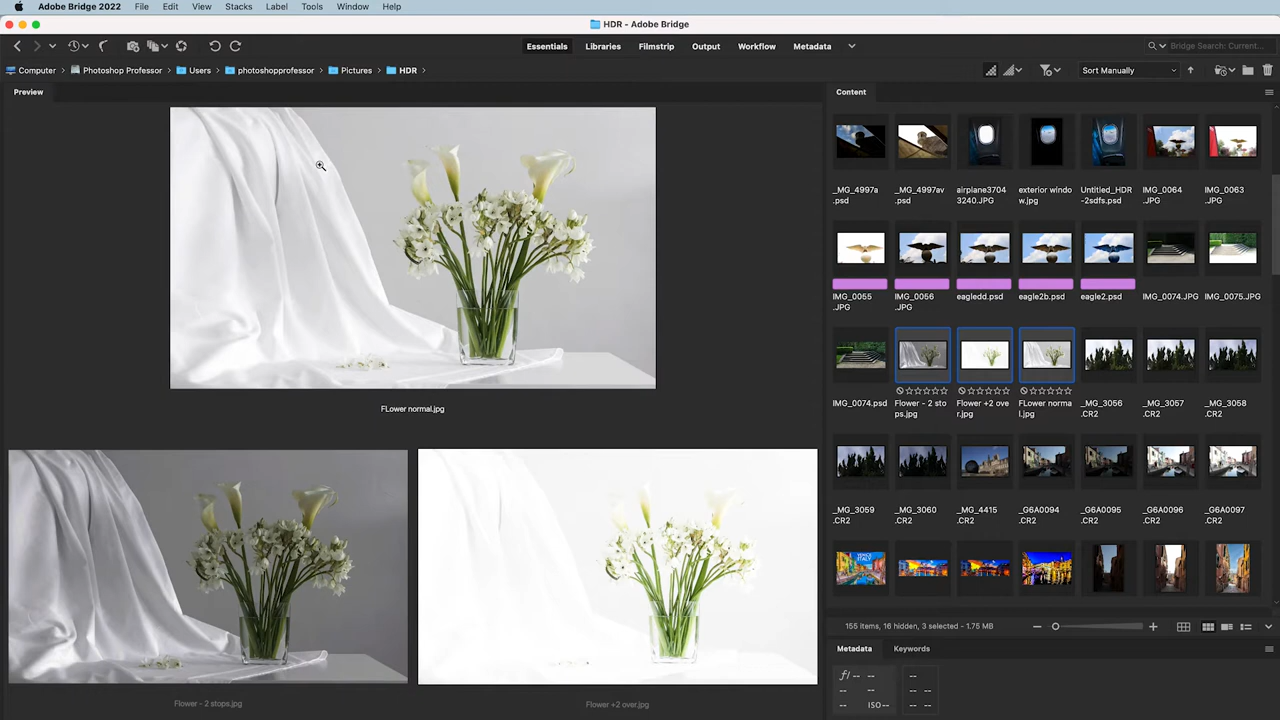 Adobe Bridge 2022 File Edit View Stacks Label Tools Window Help
HDR - Adobe Bridge
Essentials Libraries Filmstrip Output Workflow Metadata Bridge Search: Current...
Computer Photoshop Professor Users photoshopprofessor Pictures HDR Sort Manually
Preview
Content
_MG_4997a
.psd
_MG_4997av
.psd
airplane3704
3240.JPG
exterior windo
w.jpg
Untitled_HDR
-2sdfs.psd
IMG_0064
.JPG
IMG_0063
.JPG
IMG_0055
.JPG
IMG_0056
.JPG
eagledd.psd
eagle2b.psd
eagle2.psd
IMG_0074.JPG
IMG_0075.JPG
IMG_0074.psd
Flower - 2 sto
ps.jpg
Flower +2 ove
r.jpg
FLower norma
l.jpg
_MG_3056
.CR2
_MG_3057
.CR2
_MG_3058
.CR2
_MG_3059
.CR2
_MG_3060
.CR2
_MG_4415
.CR2
_G6A0094
.CR2
_G6A0095
.CR2
_G6A0096
.CR2
_G6A0097
.CR2
VENICE
ITALY
FLower normal.jpg
Flower - 2 stops.jpg
Flower +2 over.jpg
155 items, 16 hidden, 3 selected - 1.75 MB
Metadata Keywords
ƒ/-- -- --
-- -- -- --
-- ISO-- -- --